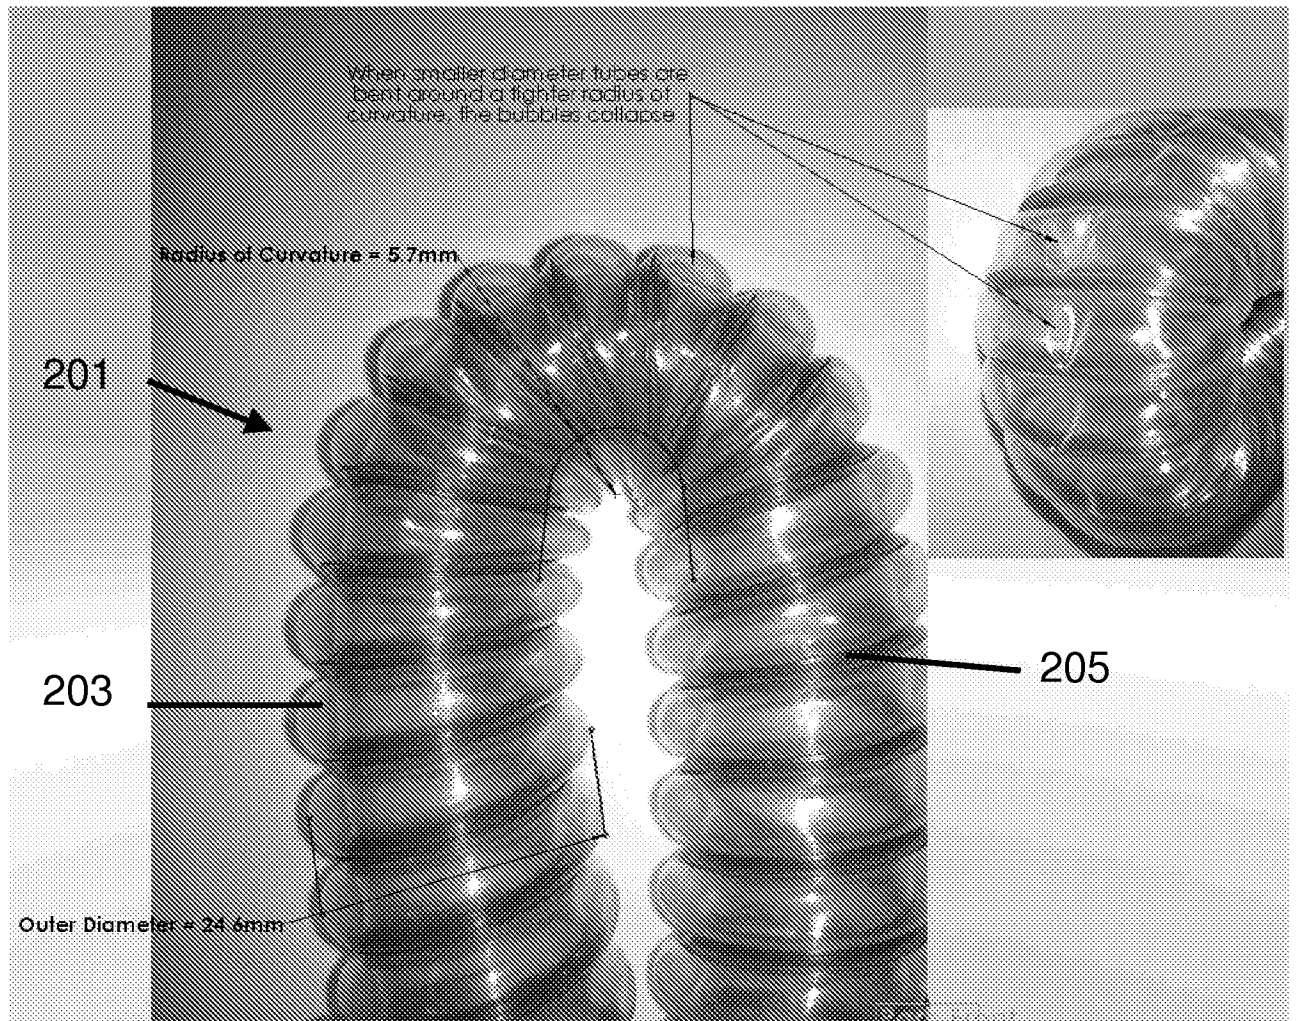 When smaller diameter tubes are
bent around a tighter radius of
curvature, the bubbles collapse
Radius of Curvature = 5.7mm
201
203
205
Outer Diameter = 24.6mm
Front